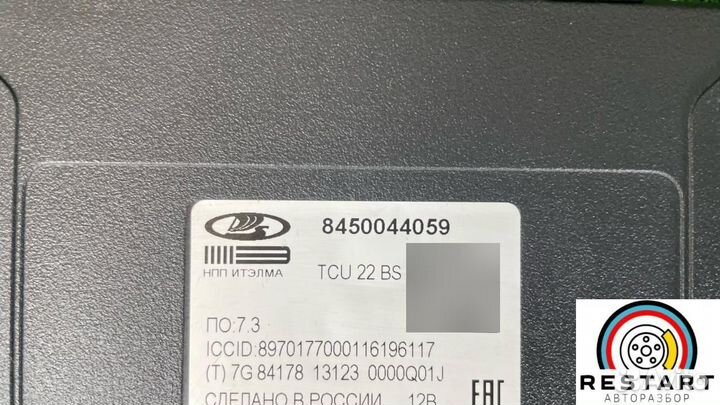 8450044059
НПП ИТЭЛМА
TCU 22 BS
ПО:7.3
ICCID:8970177000116196117
(T) 7G 84178 13123 0000Q01J
СДЕЛАНО В РОССИИ 12В
EAC
RESTART
АВТОРАЗБОР